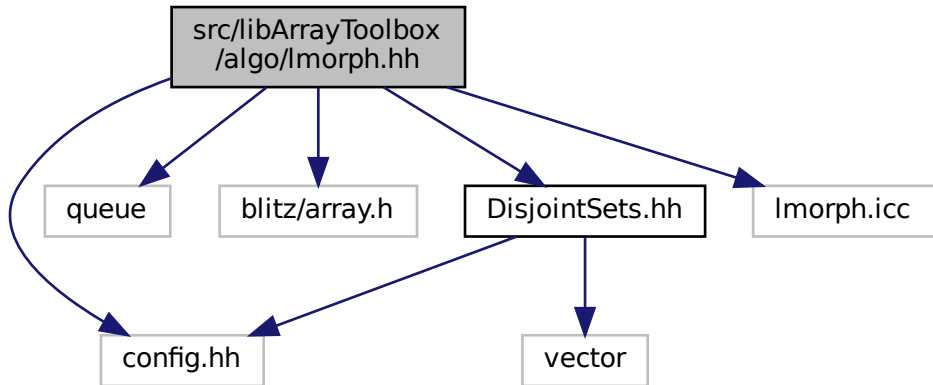 src/libArrayToolbox
/algo/lmorph.hh
queue
blitz/array.h
DisjointSets.hh
lmorph.icc
config.hh
vector